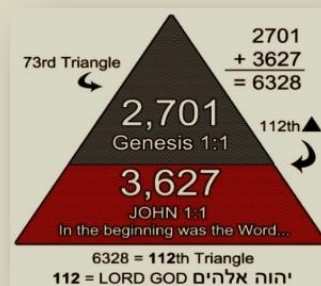 2701
+ 3627
= 6328
73rd Triangle
2,701
Genesis 1:1
112th ▲
3,627
JOHN 1:1
In the beginning was the Word...
6328 = 112th Triangle
112 = LORD GOD יהוה אלהים